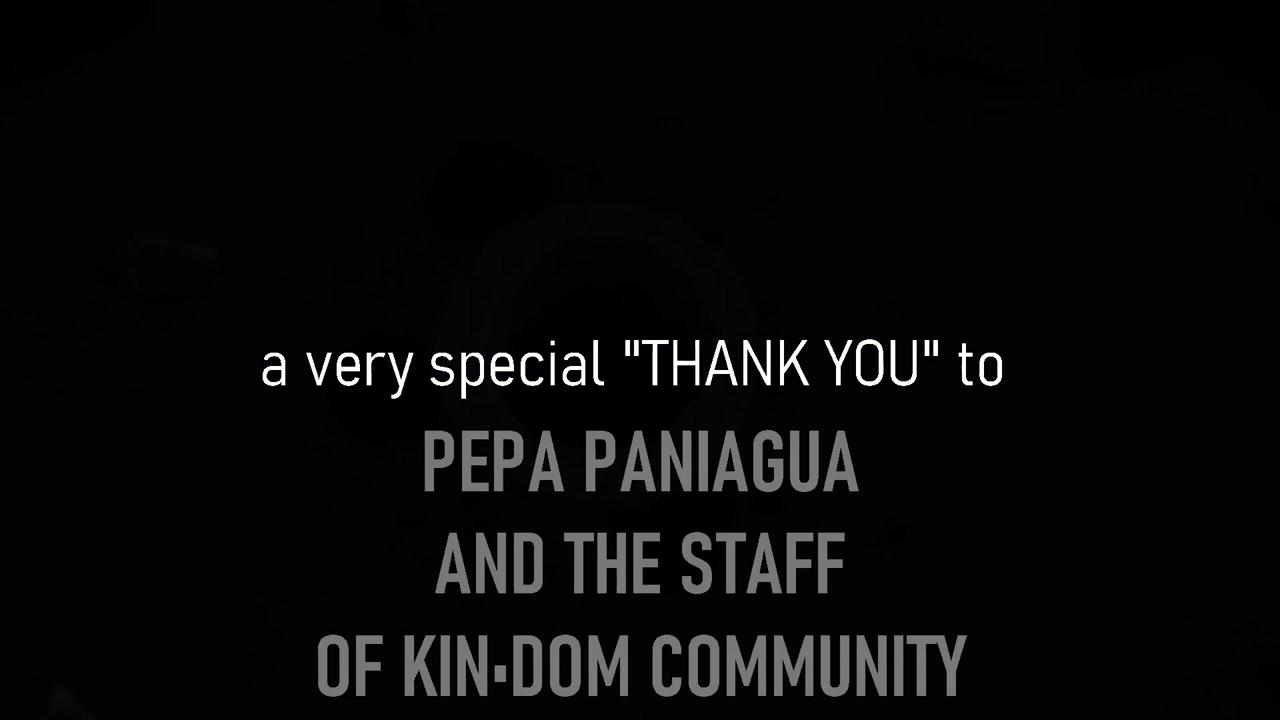 a very special "THANK YOU" to
PEPA PANIAGUA
AND THE STAFF
OF KIN·DOM COMMUNITY